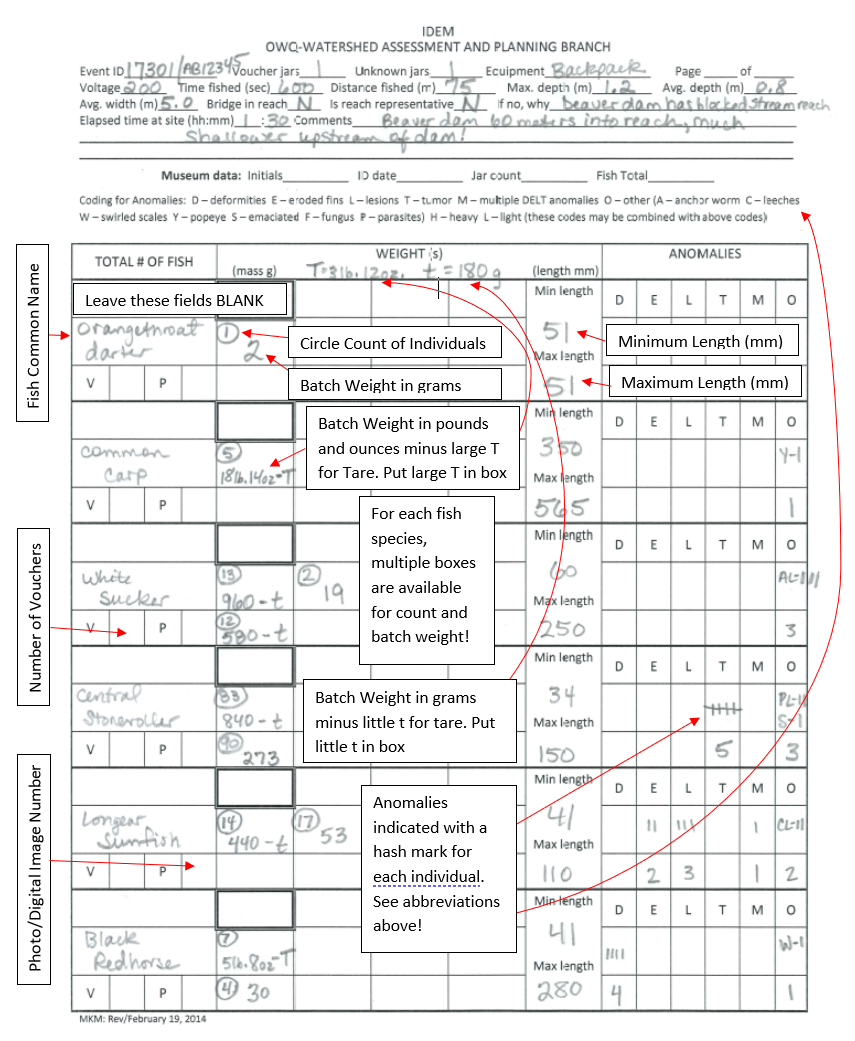 IDEM
OWQ-WATERSHED ASSESSMENT AND PLANNING BRANCH
Event ID 17301/AB12345 Voucher jars 1 Unknown jars 1 Equipment Backpack Page ___ of ___
Voltage 200 Time fished (sec) 600 Distance fished (m) 75 Max. depth (m) 1.2 Avg. depth (m) 0.8
Avg. width (m) 5.0 Bridge in reach N Is reach representative N If no, why beaver dam has blocked stream reach
Elapsed time at site (hh:mm) 1 :30 Comments Beaver dam 60 meters into reach, much
shallower upstream of dam!
Museum data: Initials ID date Jar count Fish Total
Coding for Anomalies: D – deformities E – eroded fins L – lesions T – tumor M – multiple DELT anomalies O – other (A – anchor worm C – leeches
W – swirled scales Y – popeye S – emaciated F – fungus P – parasites) H – heavy L – light (these codes may be combined with above codes)
TOTAL # OF FISH WEIGHT (s) ANOMALIES
(mass g) T=3lb. 12oz. t = 180g (length mm)
Fish Common Name
Leave these fields BLANK
Min length D E L T M O
Orangethroat
darter
1
2
Circle Count of Individuals
51
Minimum Length (mm)
Max length
V P
Batch Weight in grams
51
Maximum Length (mm)
Min length D E L T M O
Batch Weight in pounds
and ounces minus large T
for Tare. Put large T in box
Common
Carp
5
18lb.14oz-T
350
Y-1
Max length
V P
565
1
For each fish
species,
multiple boxes
are available
for count and
batch weight!
Number of Vouchers
Min length D E L T M O
White
Sucker
13
960-t
2
19
60
AL-111
Max length
V P
12
580-t
250
3
Min length D E L T M O
Batch Weight in grams
minus little t for tare. Put
little t in box
Central
Stoneroller
33
840-t
34
PL-11
S-1
Max length
V P
90
273
150
5
3
Photo/Digital Image Number
Min length D E L T M O
Anomalies
indicated with a
hash mark for
each individual.
See abbreviations
above!
Longear
Sunfish
14
440-t
17
53
41
11 111 1 CL-11
Max length
V P
110
2 3 1 2
Min length D E L T M O
Black
Redhorse
7
5lb.8oz-T
41
1111 W-1
Max length
V P
4 30
280
4 1
MKM: Rev/February 19, 2014